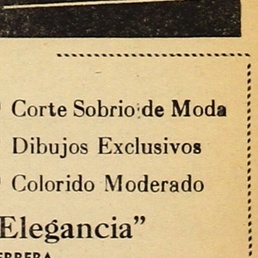 Corte Sobrio de Moda
Dibujos Exclusivos
Colorido Moderado
Elegancia”